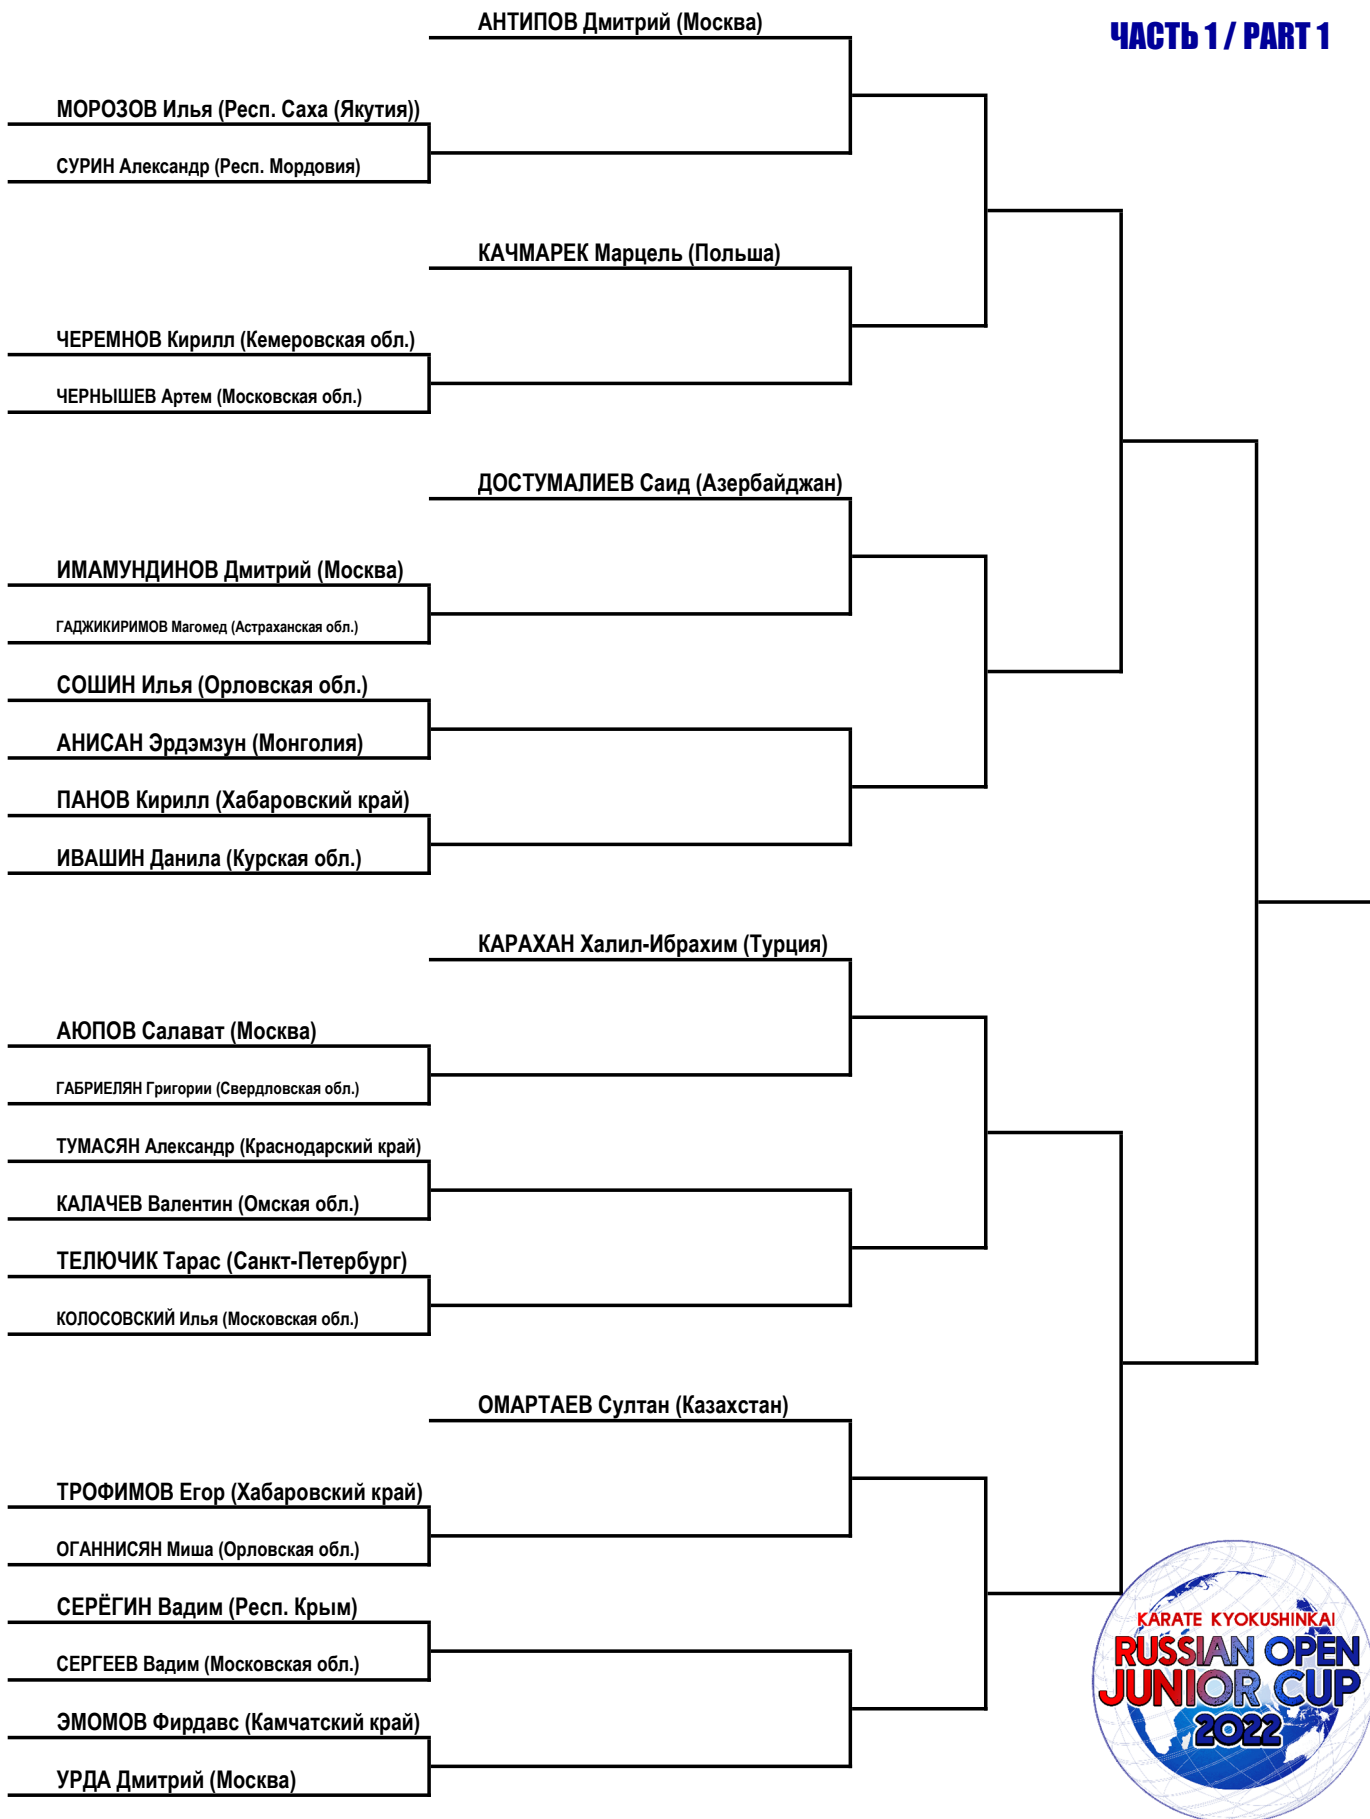 АНТИПОВ Дмитрий (Москва)
ЧАСТЬ 1 / PART 1
МОРОЗОВ Илья (Респ. Саха (Якутия))
СУРИН Александр (Респ. Мордовия)
КАЧМАРЕК Марцель (Польша)
ЧЕРЕМНОВ Кирилл (Кемеровская обл.)
ЧЕРНЫШЕВ Артем (Московская обл.)
ДОСТУМАЛИЕВ Саид (Азербайджан)
ИМАМУНДИНОВ Дмитрий (Москва)
ГАДЖИКИРИМОВ Магомед (Астраханская обл.)
СОШИН Илья (Орловская обл.)
АНИСАН Эрдэмзун (Монголия)
ПАНОВ Кирилл (Хабаровский край)
ИВАШИН Данила (Курская обл.)
КАРАХАН Халил-Ибрахим (Турция)
АЮПОВ Салават (Москва)
ГАБРИЕЛЯН Григории (Свердловская обл.)
ТУМАСЯН Александр (Краснодарский край)
КАЛАЧЕВ Валентин (Омская обл.)
ТЕЛЮЧИК Тарас (Санкт-Петербург)
КОЛОСОВСКИЙ Илья (Московская обл.)
ОМАРТАЕВ Султан (Казахстан)
ТРОФИМОВ Егор (Хабаровский край)
ОГАННИСЯН Миша (Орловская обл.)
СЕРЁГИН Вадим (Респ. Крым)
СЕРГЕЕВ Вадим (Московская обл.)
ЭМОМОВ Фирдавс (Камчатский край)
УРДА Дмитрий (Москва)
KARATE KYOKUSHINKAI
RUSSIAN OPEN
JUNIOR CUP
2022